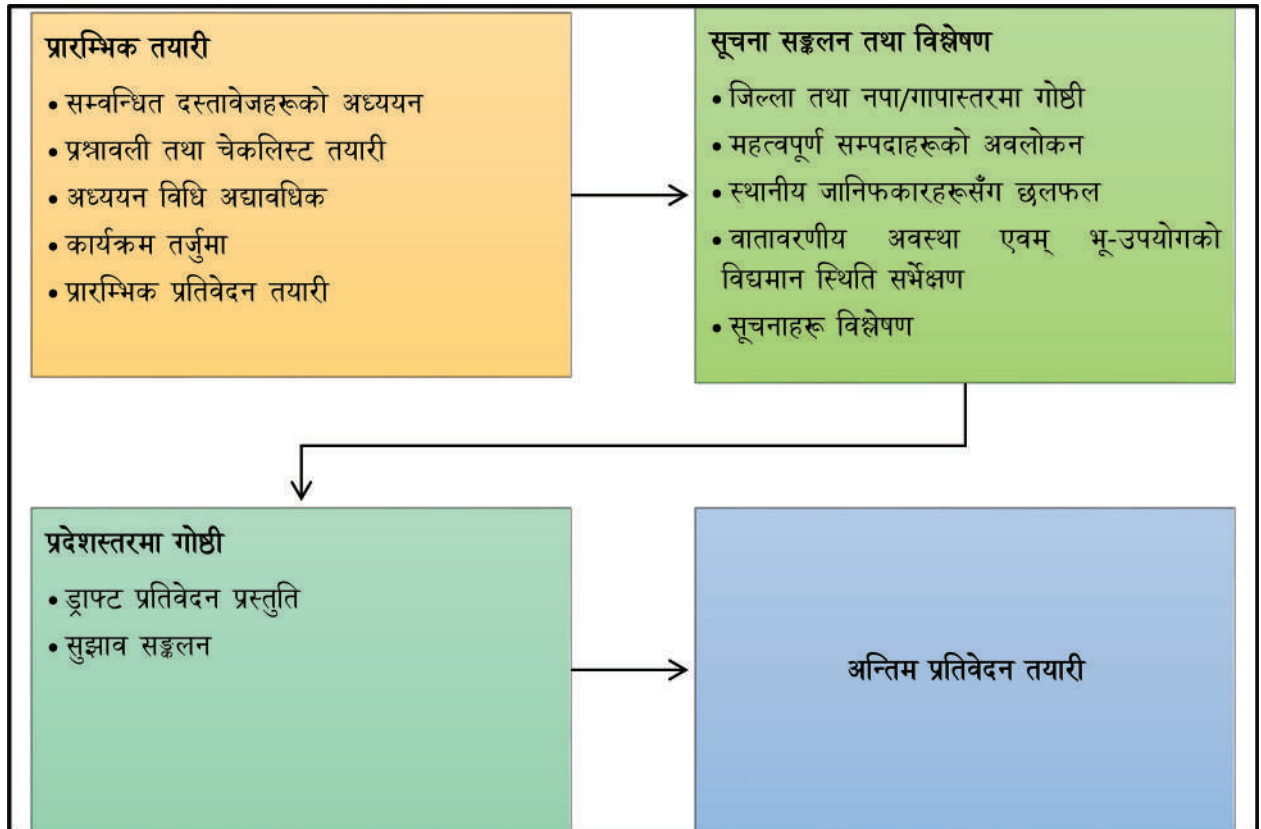 प्रारम्भिक तयारी
• सम्वन्धित दस्तावेजहरूको अध्ययन
• प्रश्नावली तथा चेकलिस्ट तयारी
• अध्ययन विधि अद्यावधिक
• कार्यक्रम तर्जुमा
• प्रारम्भिक प्रतिवेदन तयारी
सूचना सङ्कलन तथा विश्लेषण
• जिल्ला तथा नपा/गापास्तरमा गोष्ठी
• महत्वपूर्ण सम्पदाहरूको अवलोकन
• स्थानीय जानिफकारहरूसँग छलफल
• वातावरणीय अवस्था एवम् भू-उपयोगको
विद्यमान स्थिति सर्भेक्षण
• सूचनाहरू विश्लेषण
प्रदेशस्तरमा गोष्ठी
• ड्राफ्ट प्रतिवेदन प्रस्तुति
• सुझाव सङ्कलन
अन्तिम प्रतिवेदन तयारी